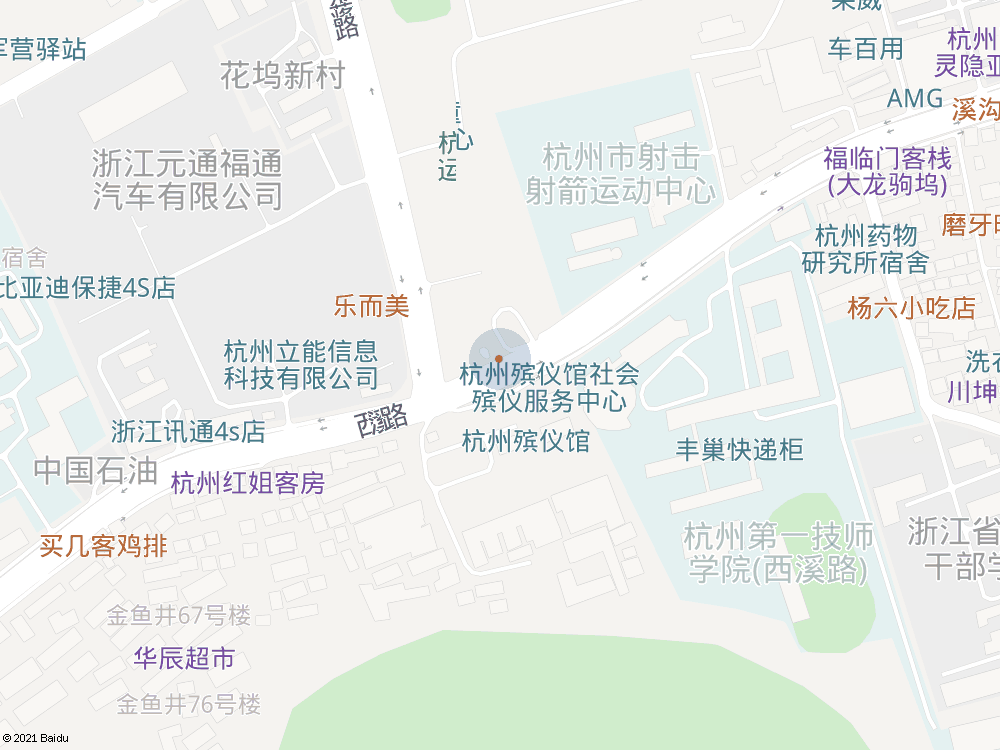 军营驿站
花坞新村
车百用
杭州
灵隐亚
AMG
溪沟
浙江元通福通
汽车有限公司
杭州市射击
射箭运动中心
福临门客栈
(大龙驹坞)
磨牙
宿舍
杭州药物
研究所宿舍
比亚迪保捷4S店
乐而美
杨六小吃店
杭州立能信息
科技有限公司
杭州殡仪馆社会
殡仪服务中心
洗衣
川坤
西溪路
浙江讯通4s店
杭州殡仪馆
丰巢快递柜
中国石油
杭州红姐客房
买几客鸡排
杭州第一技师
学院(西溪路)
浙江省
干部学
金鱼井67号楼
华辰超市
金鱼井76号楼
© 2021 Baidu